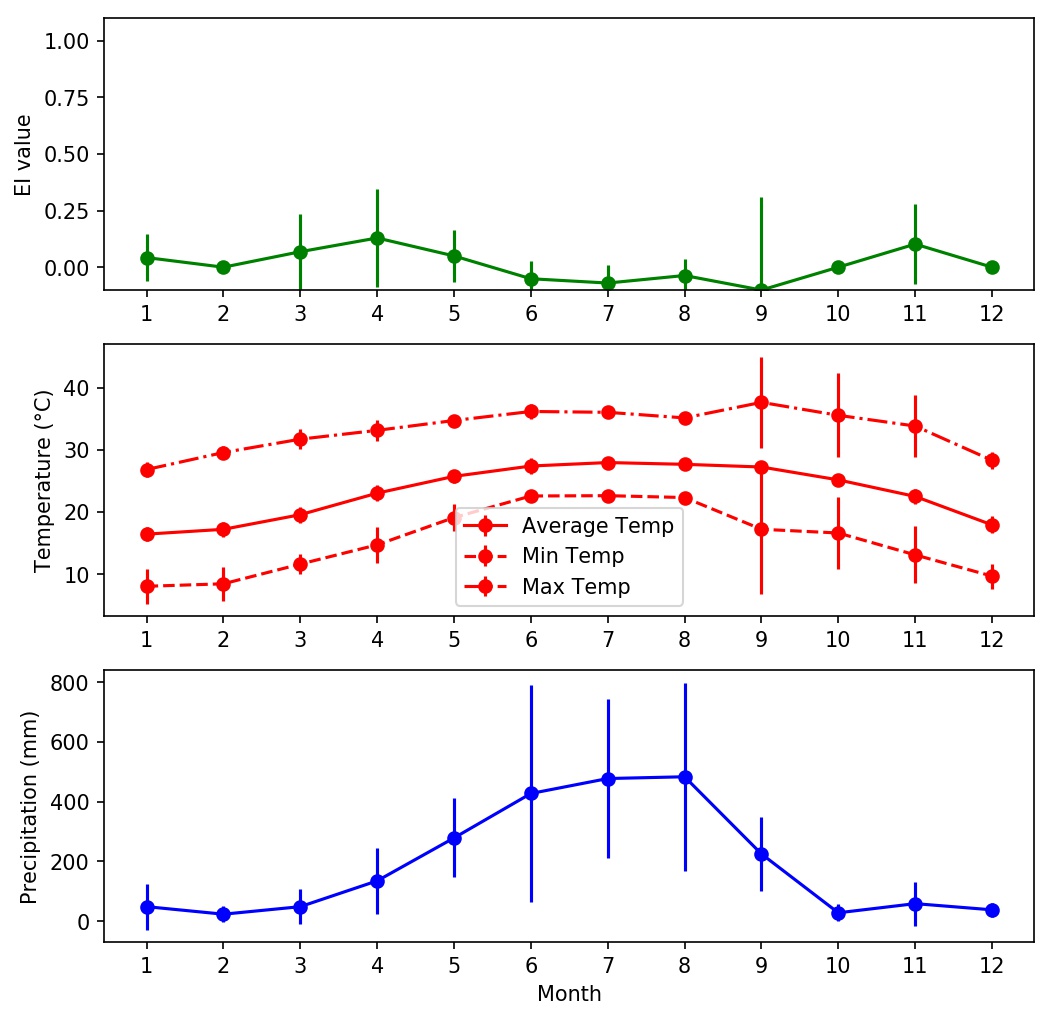 EI value
1.00
0.75
0.50
0.25
0.00
1 2 3 4 5 6 7 8 9 10 11 12
Temperature (°C)
40
30
20
10
Average Temp
Min Temp
Max Temp
1 2 3 4 5 6 7 8 9 10 11 12
Precipitation (mm)
800
600
400
200
0
1 2 3 4 5 6 7 8 9 10 11 12
Month